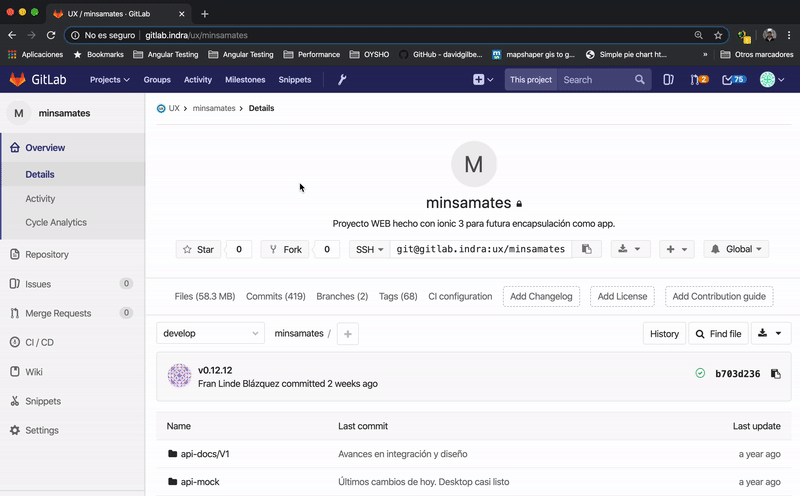 UX / minsamates · GitLab
No es seguro | gitlab.indra/ux/minsamates
Aplicaciones Bookmarks Angular Testing Angular Testing Performance OYSHO GitHub - davidgilbe... mapshaper gis to g... Simple pie chart ht... » Otros marcadores
GitLab Projects Groups Activity Milestones Snippets This project Search 2 75
M minsamates
Overview
Details
Activity
Cycle Analytics
Repository
Issues 0
Merge Requests 0
CI / CD
Wiki
Snippets
Settings
UX > minsamates > Details
M
minsamates
Proyecto WEB hecho con ionic 3 para futura encapsulación como app.
Star 0 Fork 0 SSH git@gitlab.indra:ux/minsamates Global
Files (58.3 MB) Commits (419) Branches (2) Tags (68) CI configuration Add Changelog Add License Add Contribution guide
develop minsamates / + History Find file
v0.12.12
Fran Linde Blázquez committed 2 weeks ago
b703d236
Name Last commit Last update
api-docs/V1 Avances en integración y diseño a year ago
api-mock Últimos cambios de hoy. Desktop casi listo a year ago